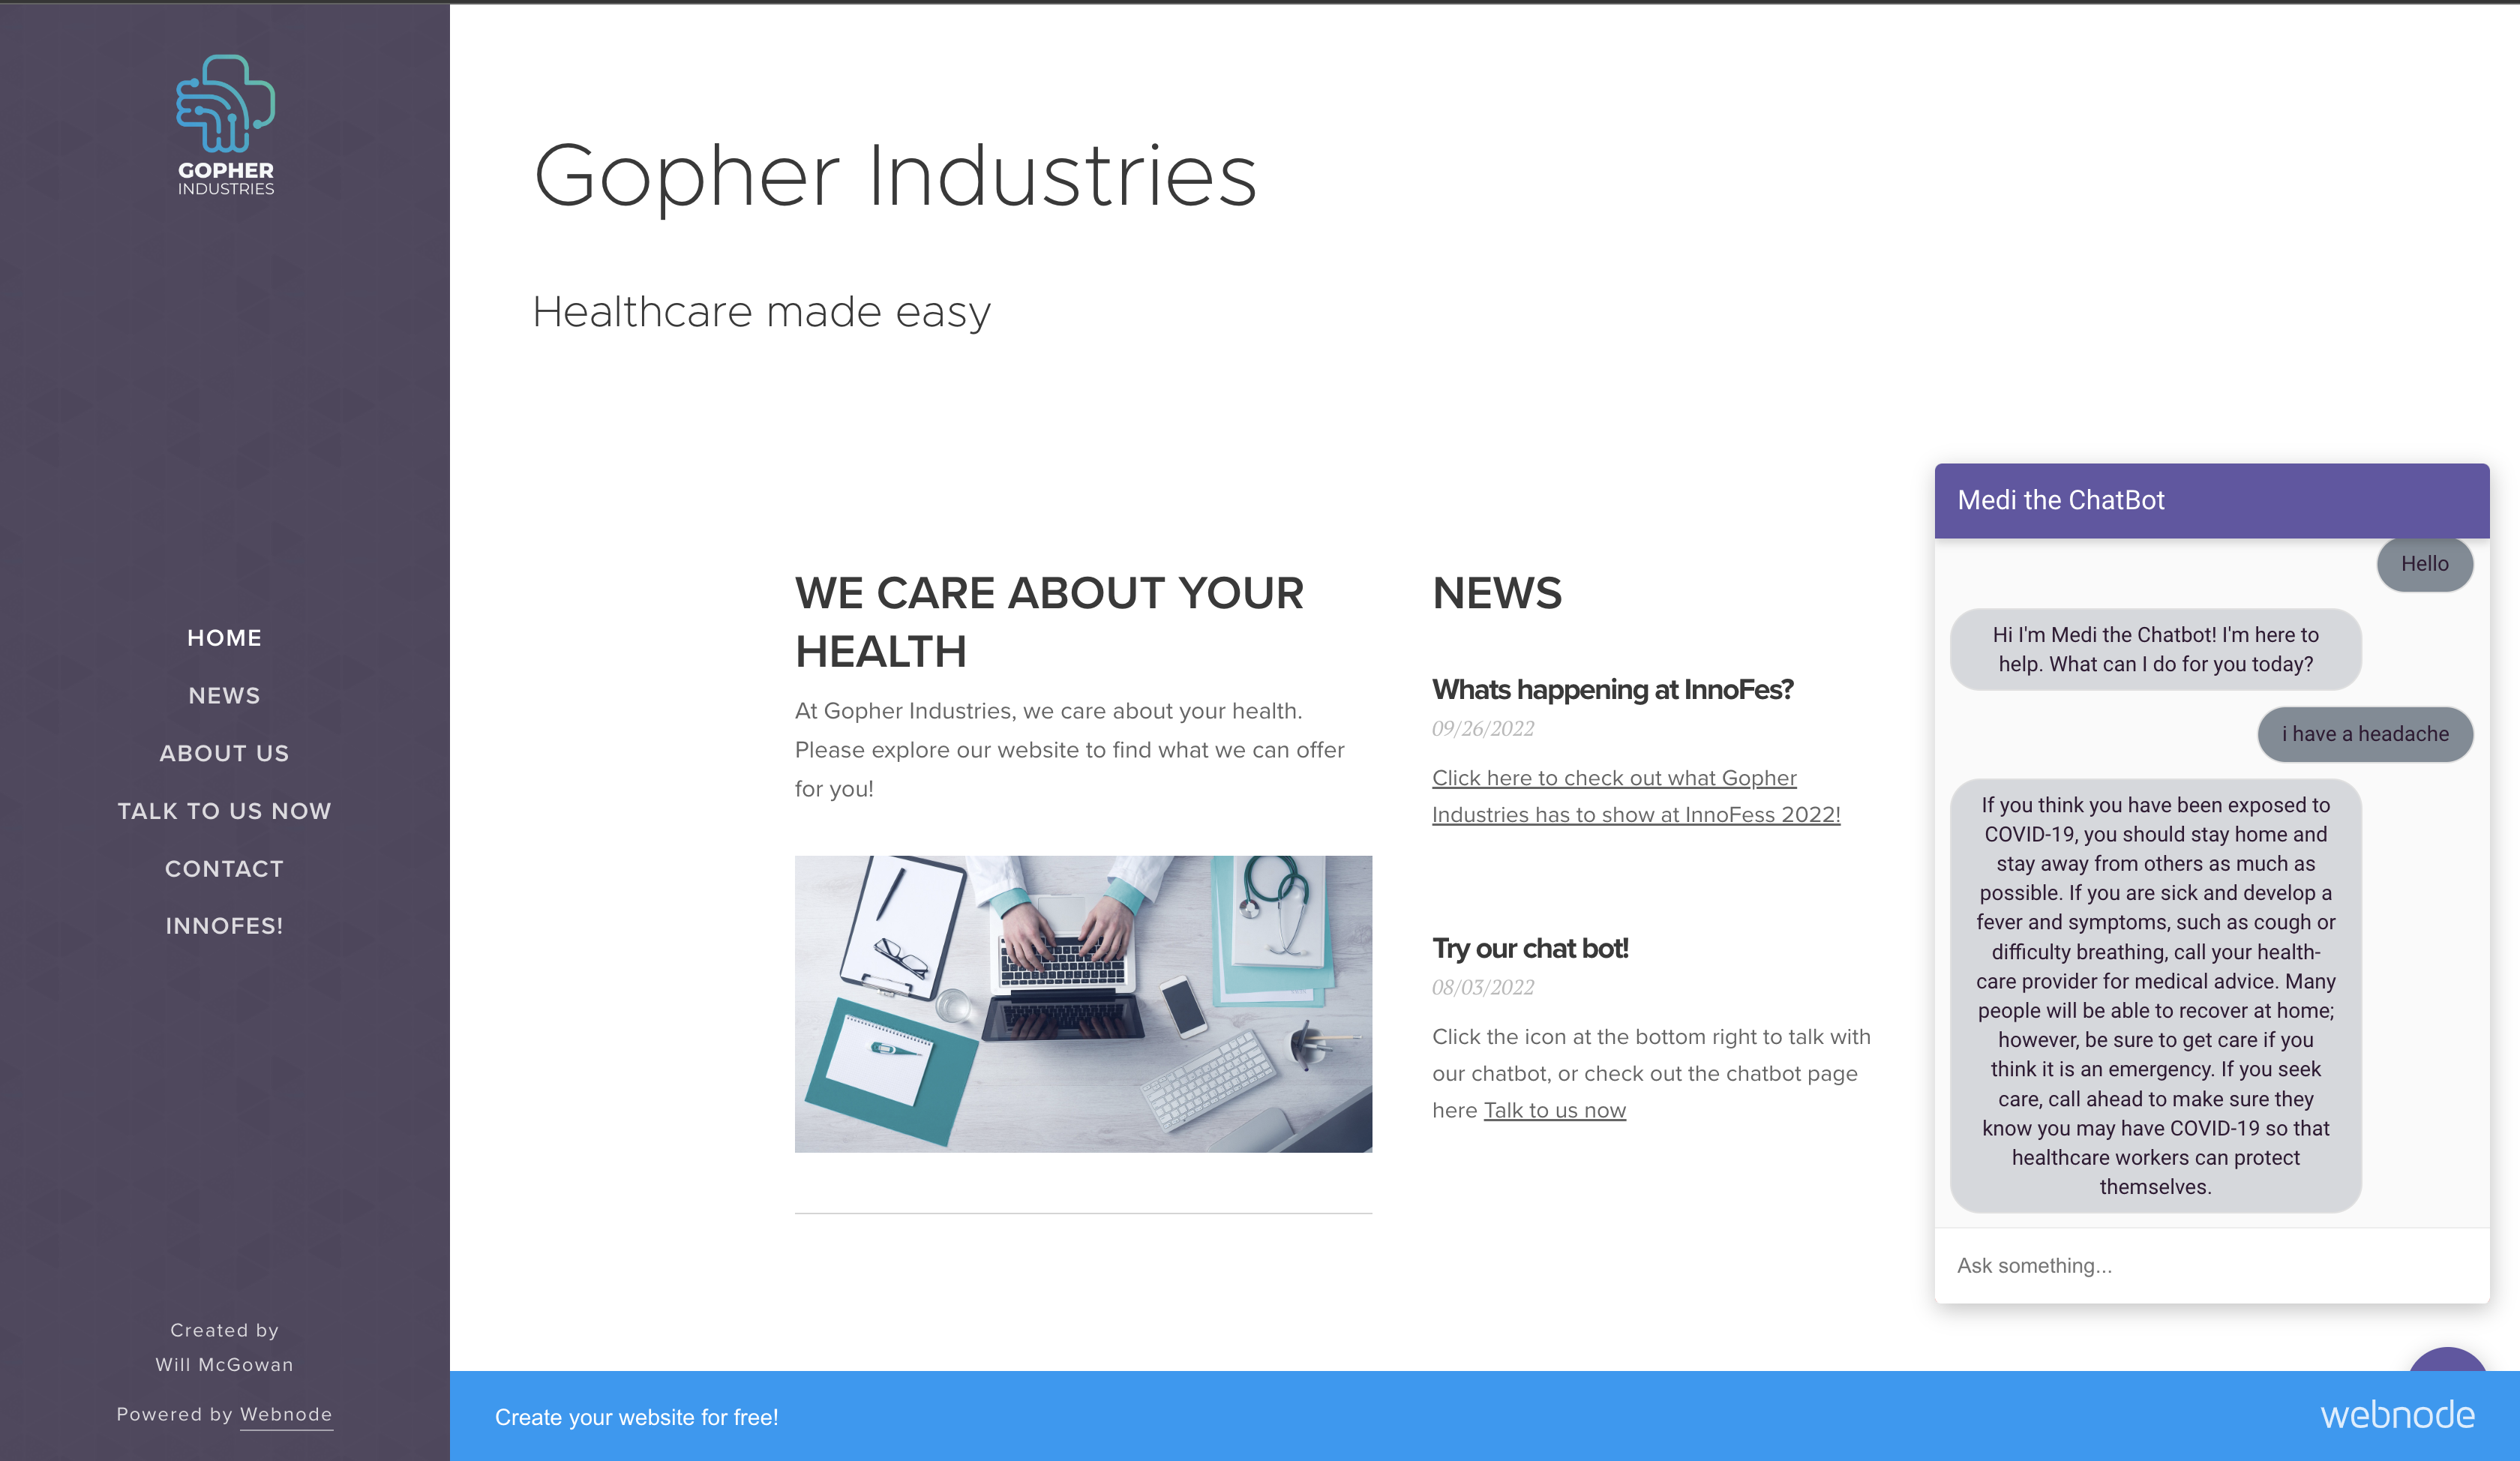 GOPHER
INDUSTRIES
HOME
NEWS
ABOUT US
TALK TO US NOW
CONTACT
INNOFES!
Created by
Will McGowan
Powered by Webnode
Gopher Industries
Healthcare made easy
WE CARE ABOUT YOUR
HEALTH
At Gopher Industries, we care about your health.
Please explore our website to find what we can offer
for you!
NEWS
Whats happening at InnoFes?
09/26/2022
Click here to check out what Gopher
Industries has to show at InnoFess 2022!
Try our chat bot!
08/03/2022
Click the icon at the bottom right to talk with
our chatbot, or check out the chatbot page
here Talk to us now
Medi the ChatBot
Hello
Hi I'm Medi the Chatbot! I'm here to
help. What can I do for you today?
i have a headache
If you think you have been exposed to
COVID-19, you should stay home and
stay away from others as much as
possible. If you are sick and develop a
fever and symptoms, such as cough or
difficulty breathing, call your health-
care provider for medical advice. Many
people will be able to recover at home;
however, be sure to get care if you
think it is an emergency. If you seek
care, call ahead to make sure they
know you may have COVID-19 so that
healthcare workers can protect
themselves.
Ask something...
Create your website for free!
webnode